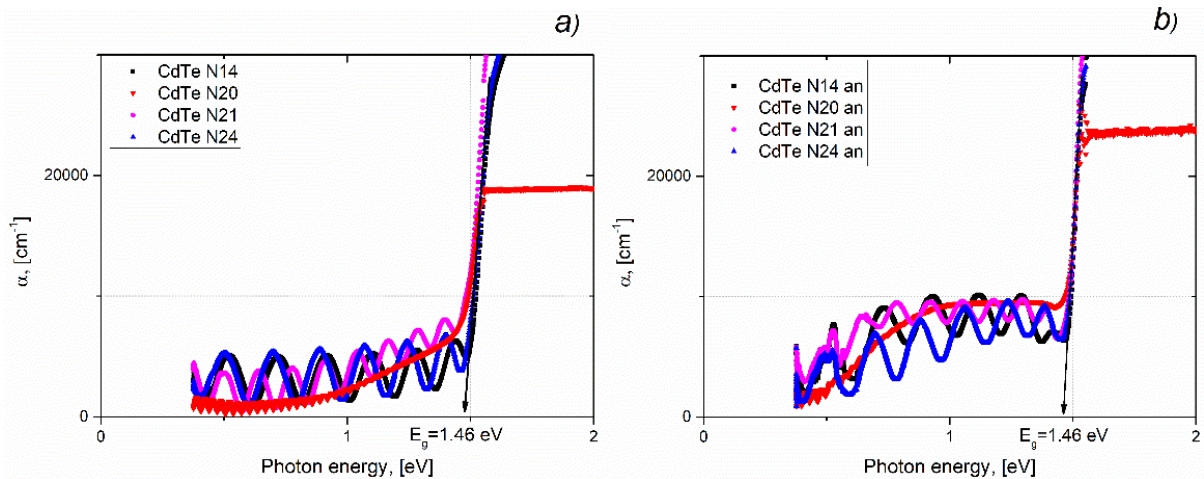 a)
CdTe N14
CdTe N20
CdTe N21
CdTe N24
20000
0
α, [cm⁻¹]
0
1
2
E_g=1.46 eV
Photon energy, [eV]
b)
CdTe N14 an
CdTe N20 an
CdTe N21 an
CdTe N24 an
20000
0
α, [cm⁻¹]
0
1
2
E_g=1.46 eV
Photon energy, [eV]